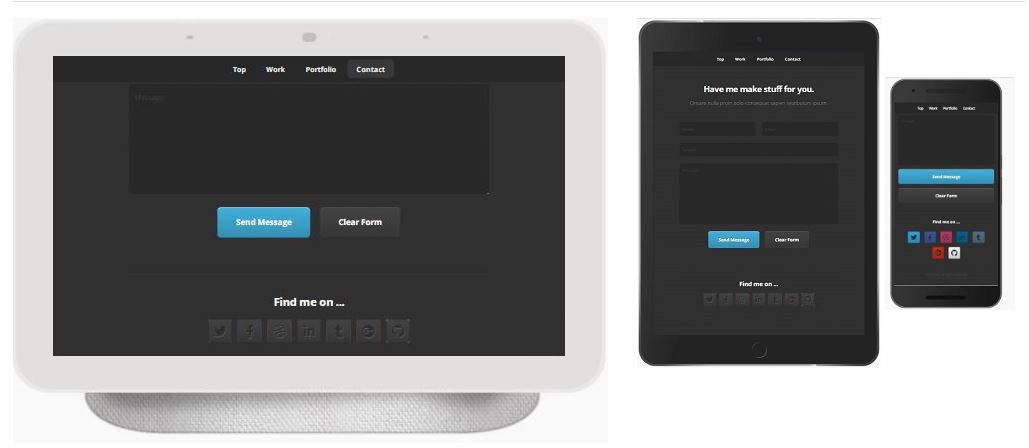 Top Work Portfolio Contact
Message
Send Message Clear Form
Find me on ...
Top Work Portfolio Contact
Have me make stuff for you.
Ornare nulla proin odio consequat sapien vestibulum ipsum.
Name Email
Subject
Message
Send Message Clear Form
Find me on ...
Top Work Portfolio Contact
Message
Send Message
Clear Form
Find me on ...